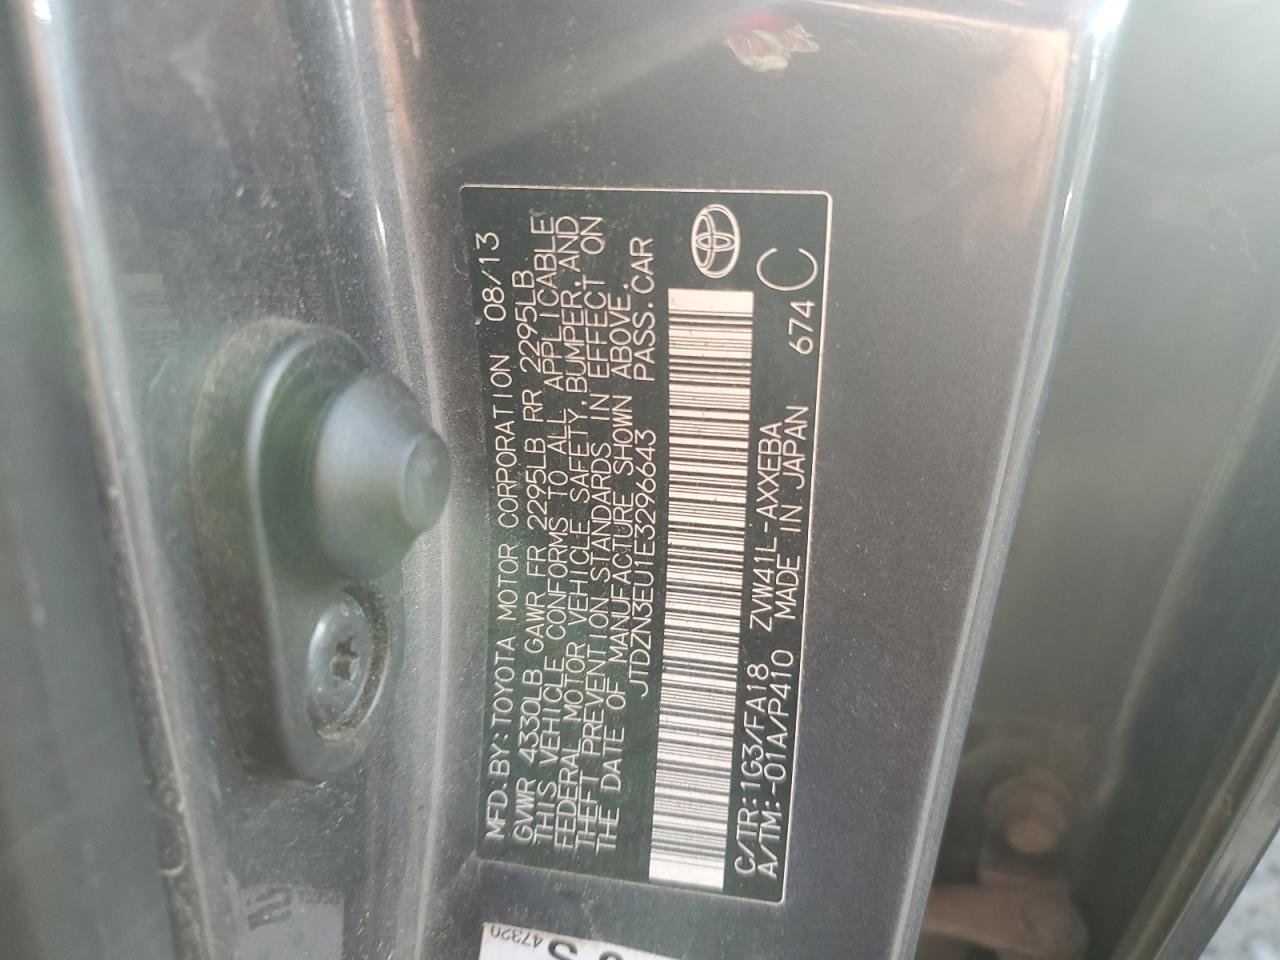 MFD.BY:TOYOTA MOTOR CORPORATION 08/13
GVWR 4330LB GAWR FR 2295LB RR 2295LB
THIS VEHICLE CONFORMS TO ALL APPLICABLE
FEDERAL MOTOR VEHICLE SAFETY,BUMPER,AND
THEFT PREVENTION STANDARDS IN EFFECT ON
THE DATE OF MANUFACTURE SHOWN ABOVE.
JTDZN3EU1E3296643 PASS.CAR
C/TR:1G3/FA18 ZVW41L-AXXEBA
A/TM:-01A/P410 MADE IN JAPAN 674 C
47320